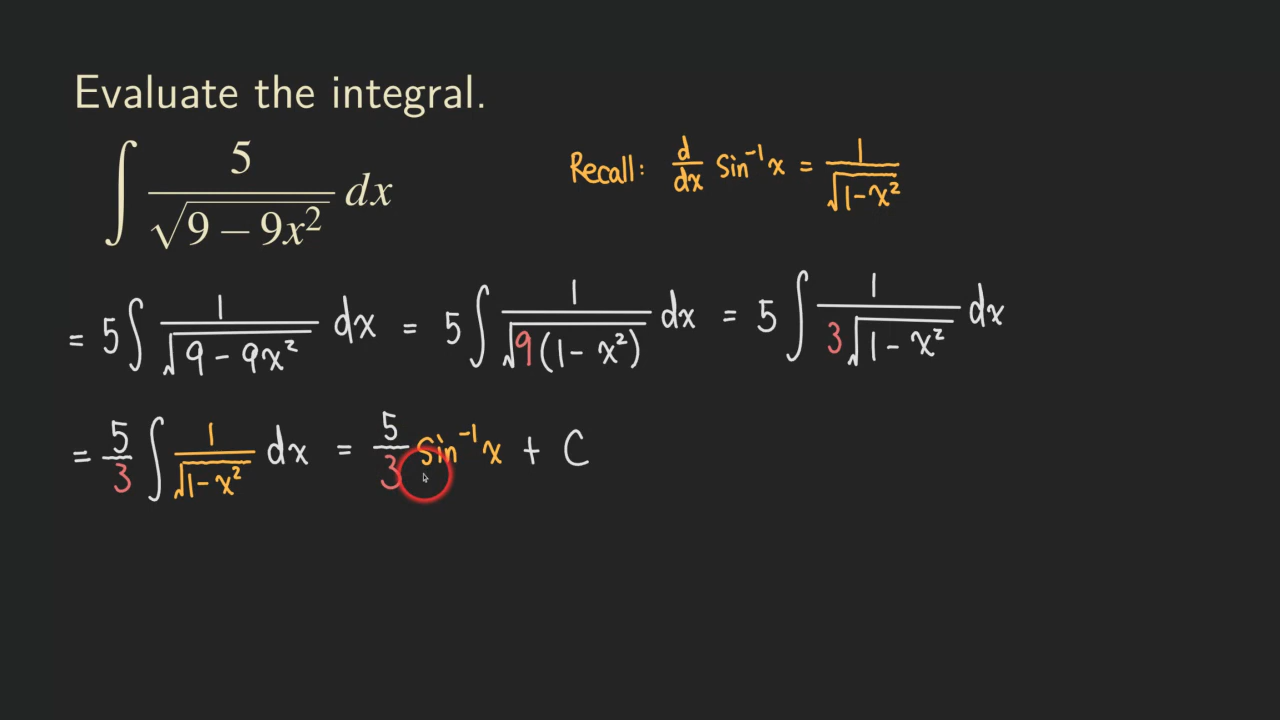 Evaluate the integral.
∫ 5/√(9 − 9x²) dx
Recall: d/dx Sin⁻¹x = 1/√(1−x²)
= 5∫ 1/√(9 − 9x²) dx = 5∫ 1/√(9(1 − x²)) dx = 5∫ 1/(3√(1 − x²)) dx
= 5/3 ∫ 1/√(1−x²) dx = 5/3 Sin⁻¹x + C